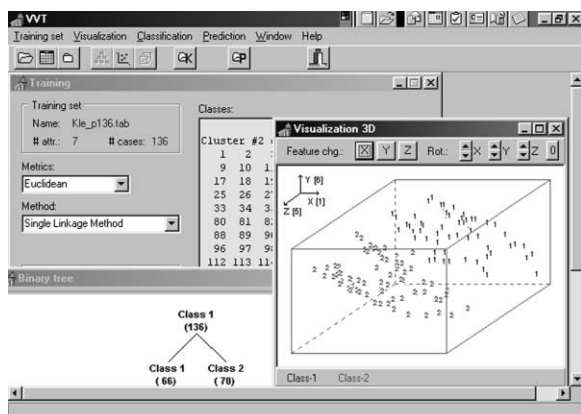 VVT
Training set Visualization Classification Prediction Window Help
Training
Training set
Name: Kle_p136.tab
# attr.: 7 # cases: 136
Metrics:
Euclidean
Method:
Single Linkage Method
Classes:
Cluster #2
1 2
9 10
17 18
25 26
33 34
80 81
88 89
96 97
112 113
Visualization 3D
Feature chg.: X Y Z Rot.: X Y Z 0
Y [6]
X [1]
Z [5]
Class-1 Class-2
Binary tree
Class 1
(136)
Class 1 Class 2
(66) (70)